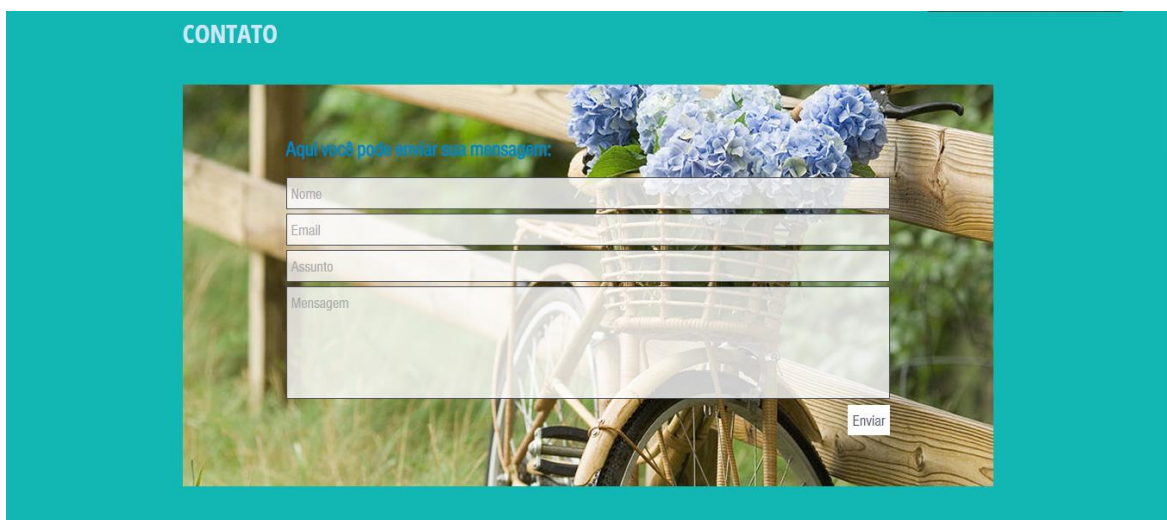 CONTATO
Aqui você pode enviar sua mensagem:
Nome
Email
Assunto
Mensagem
Enviar